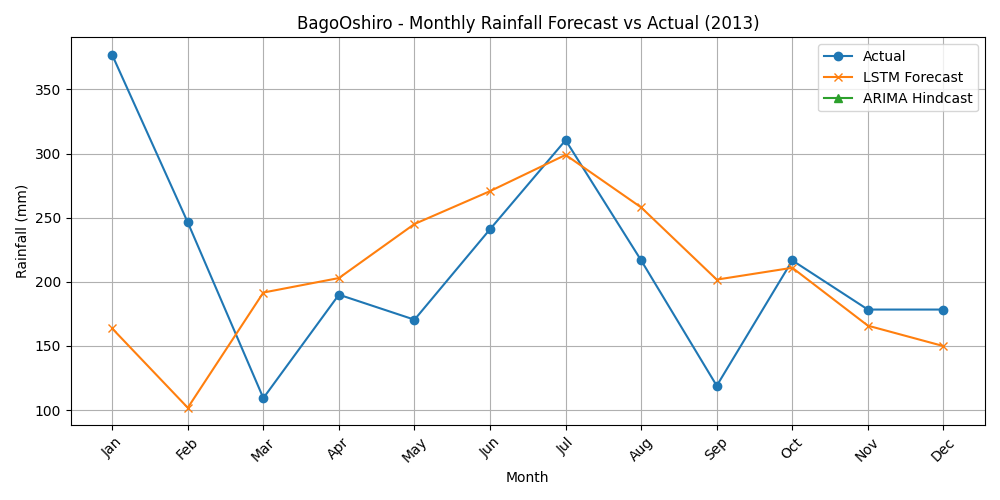 BagoOshiro - Monthly Rainfall Forecast vs Actual (2013)
Actual
LSTM Forecast
ARIMA Hindcast
Rainfall (mm)
350
300
250
200
150
100
Jan
Feb
Mar
Apr
May
Jun
Jul
Aug
Sep
Oct
Nov
Dec
Month